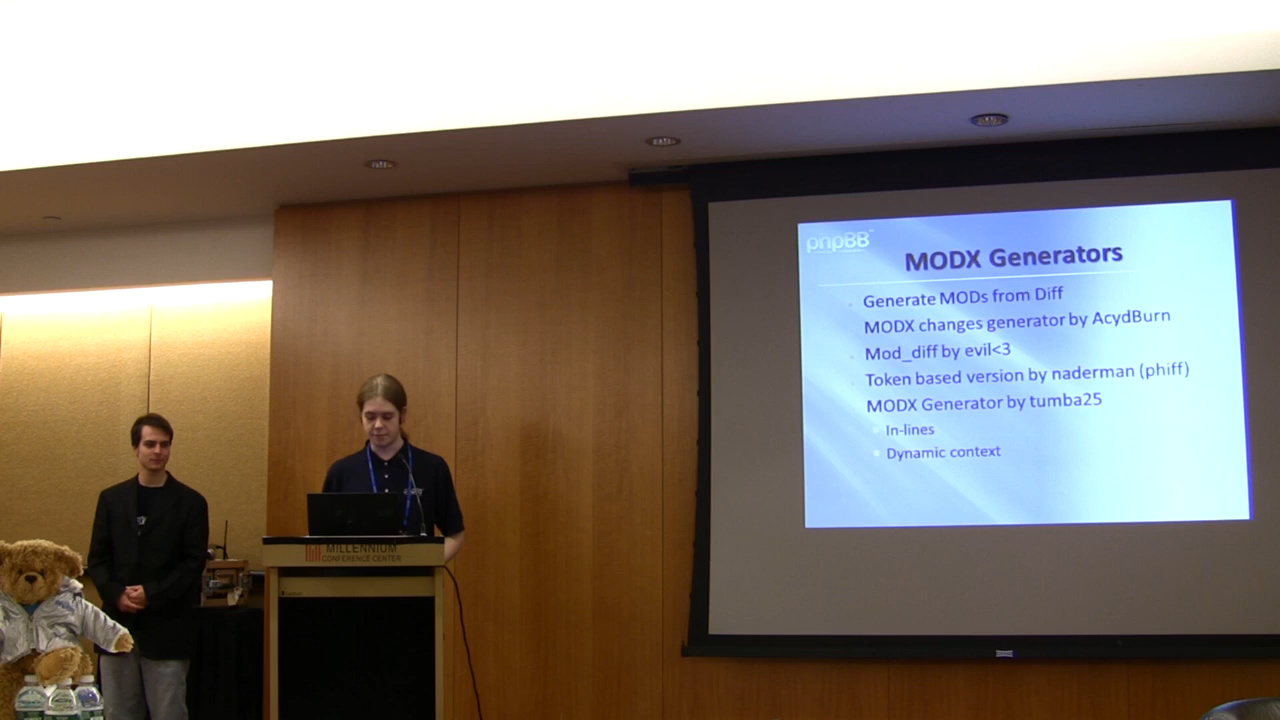 phpBB
MODX Generators
Generate MODs from Diff
MODX changes generator by AcydBurn
Mod_diff by evil<3
Token based version by naderman (phiff)
MODX Generator by tumba25
In-lines
Dynamic context
MILLENNIUM
CONFERENCE CENTER